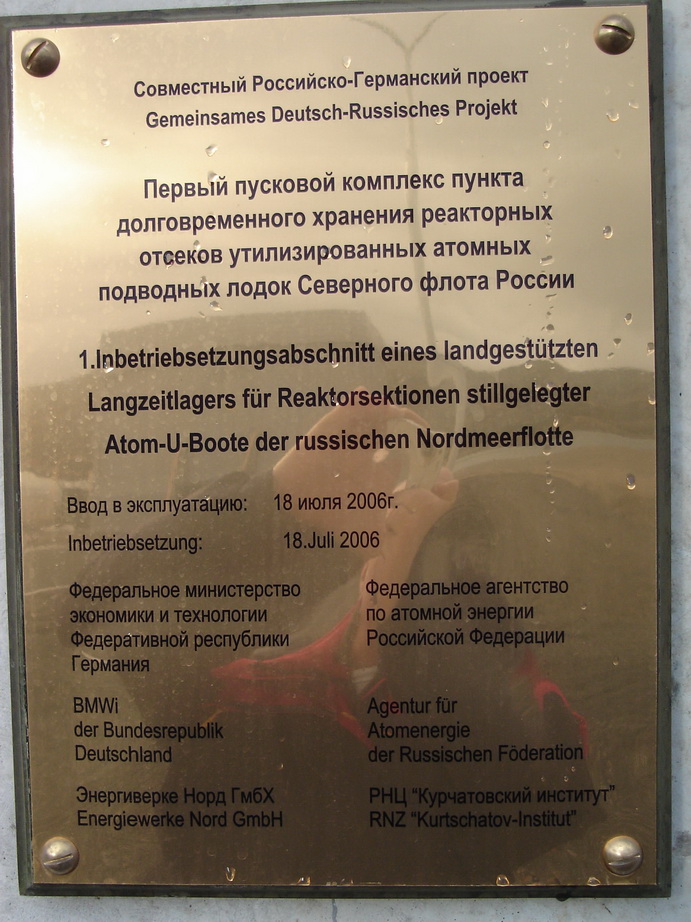 Совместный Российско-Германский проект
Gemeinsames Deutsch-Russisches Projekt
Первый пусковой комплекс пункта
долговременного хранения реакторных
отсеков утилизированных атомных
подводных лодок Северного флота России
1.Inbetriebsetzungsabschnitt eines landgestützten
Langzeitlagers für Reaktorsektionen stillgelegter
Atom-U-Boote der russischen Nordmeerflotte
Ввод в эксплуатацию: 18 июля 2006г.
Inbetriebsetzung: 18.Juli 2006
Федеральное министерство
экономики и технологии
Федеративной республики
Германия
Федеральное агентство
по атомной энергии
Российской Федерации
BMWi
der Bundesrepublik
Deutschland
Agentur für
Atomenergie
der Russischen Föderation
Энергиверке Норд ГмбХ
Energiewerke Nord GmbH
РНЦ “Курчатовский институт”
RNZ “Kurtschatov-Institut”